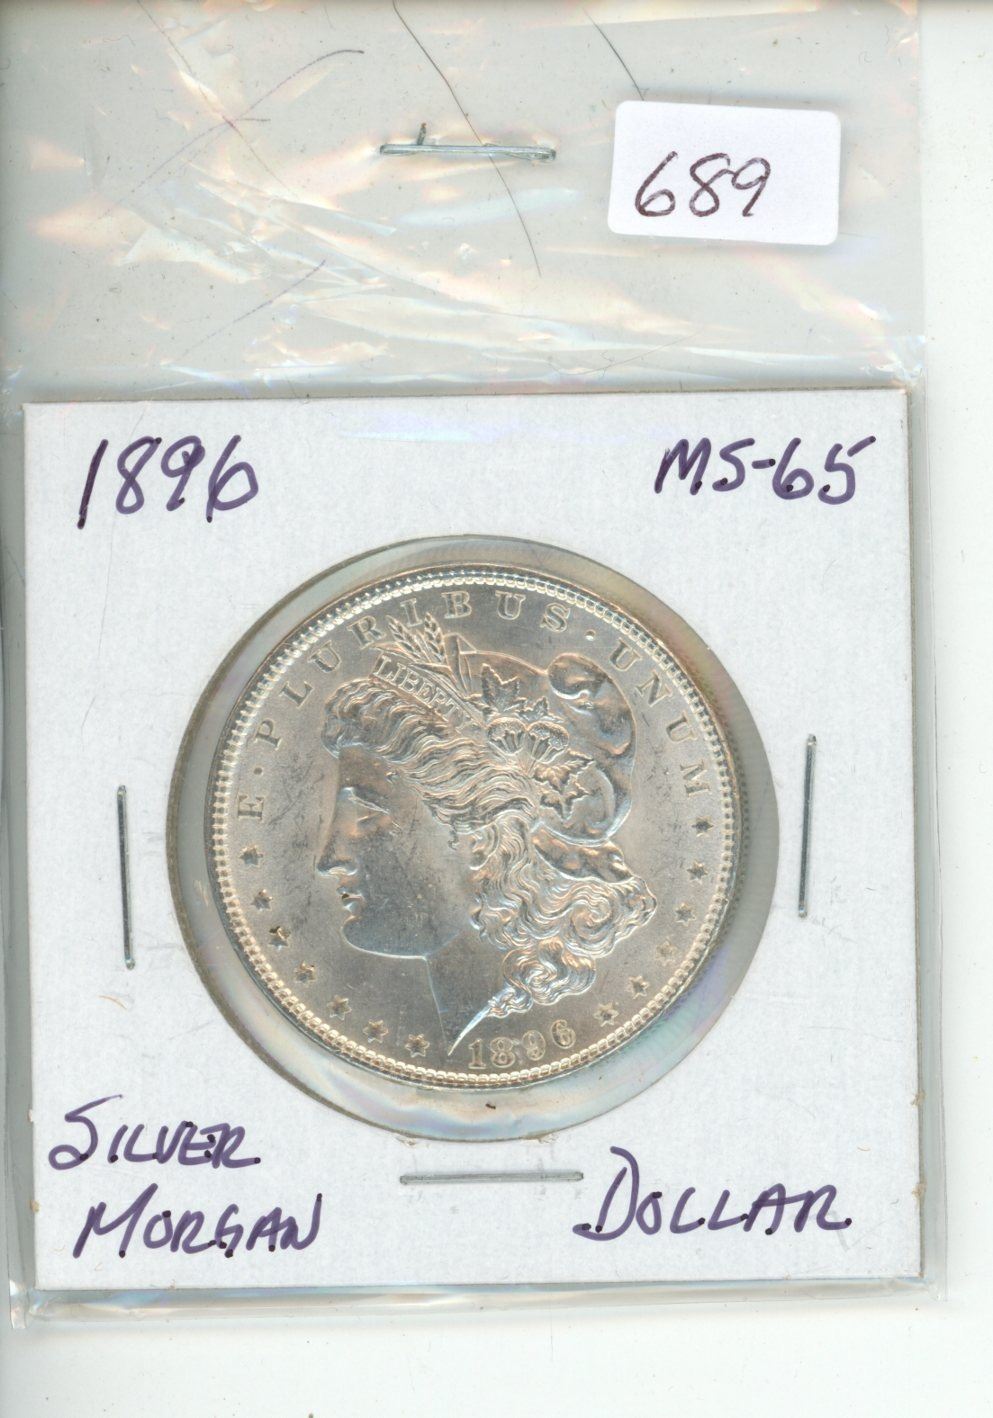 689
1896
MS-65
E · PLURIBUS · UNUM
LIBERTY
1896
SILVER
MORGAN
DOLLAR